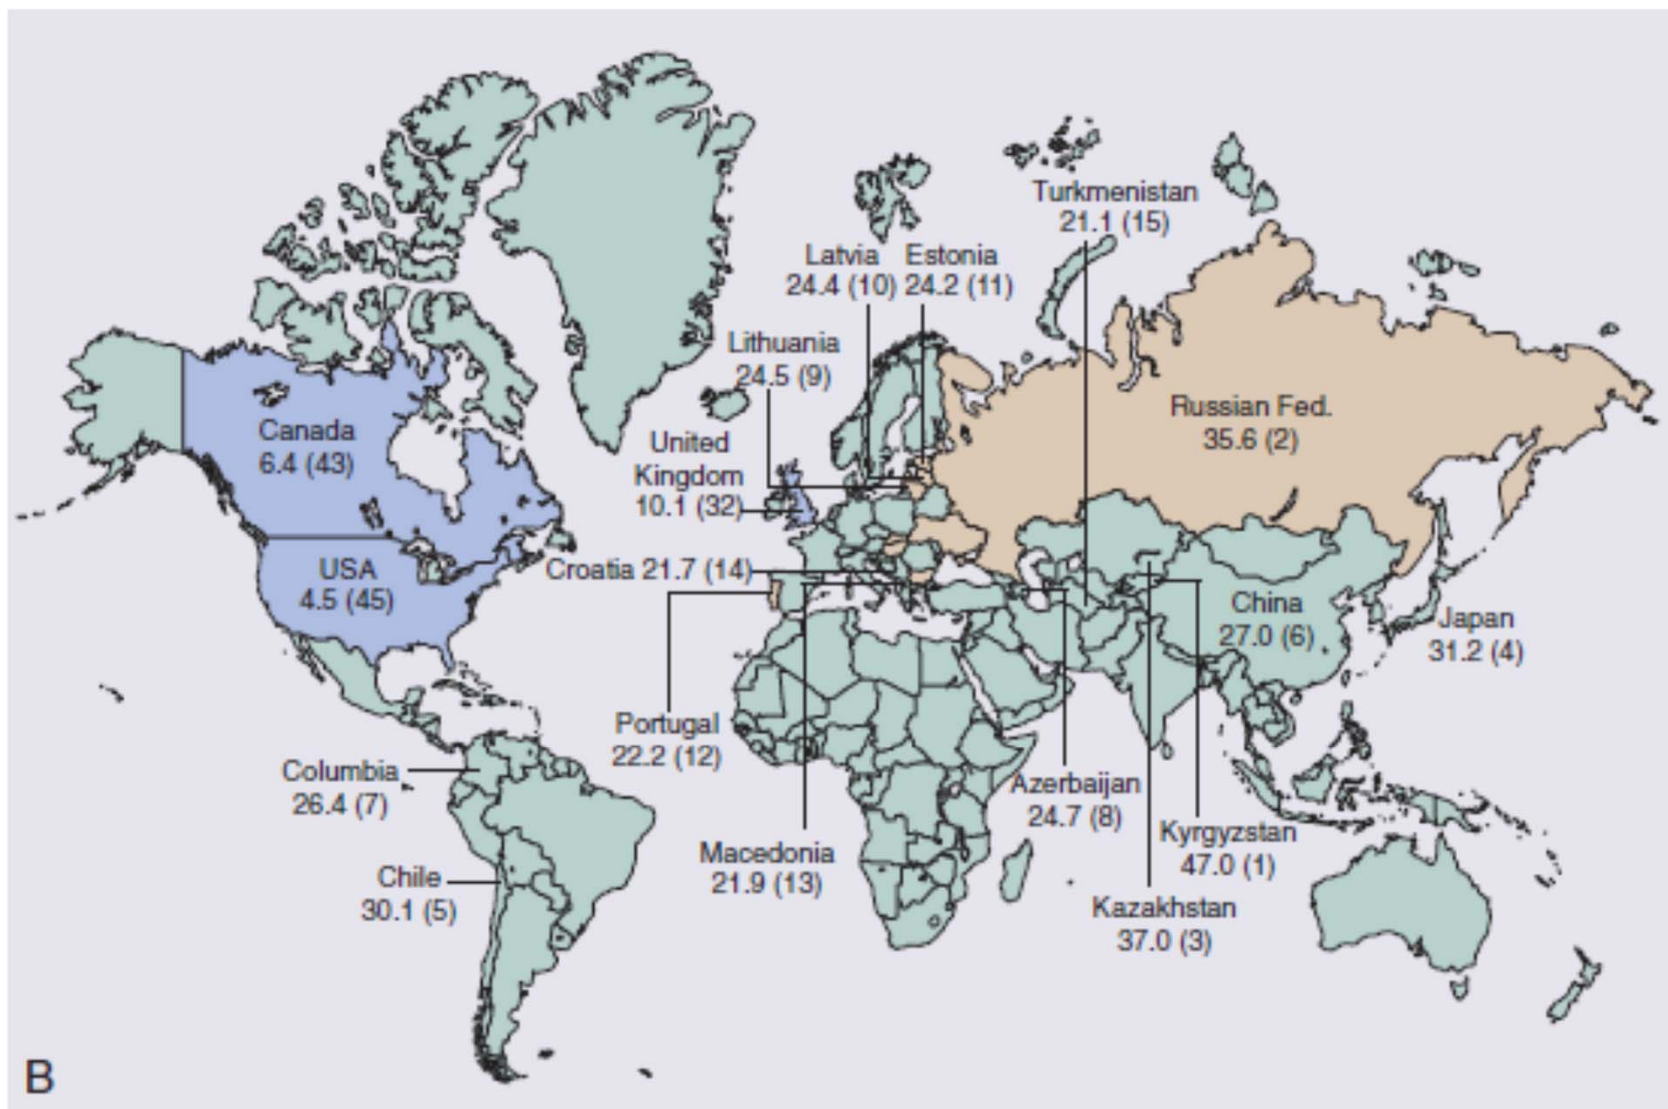 Turkmenistan
21.1 (15)
Latvia
24.4 (10)
Estonia
24.2 (11)
Lithuania
24.5 (9)
Russian Fed.
35.6 (2)
Canada
6.4 (43)
United
Kingdom
10.1 (32)
USA
4.5 (45)
Croatia 21.7 (14)
China
27.0 (6)
Japan
31.2 (4)
Portugal
22.2 (12)
Columbia
26.4 (7)
Azerbaijan
24.7 (8)
Kyrgyzstan
47.0 (1)
Macedonia
21.9 (13)
Chile
30.1 (5)
Kazakhstan
37.0 (3)
B